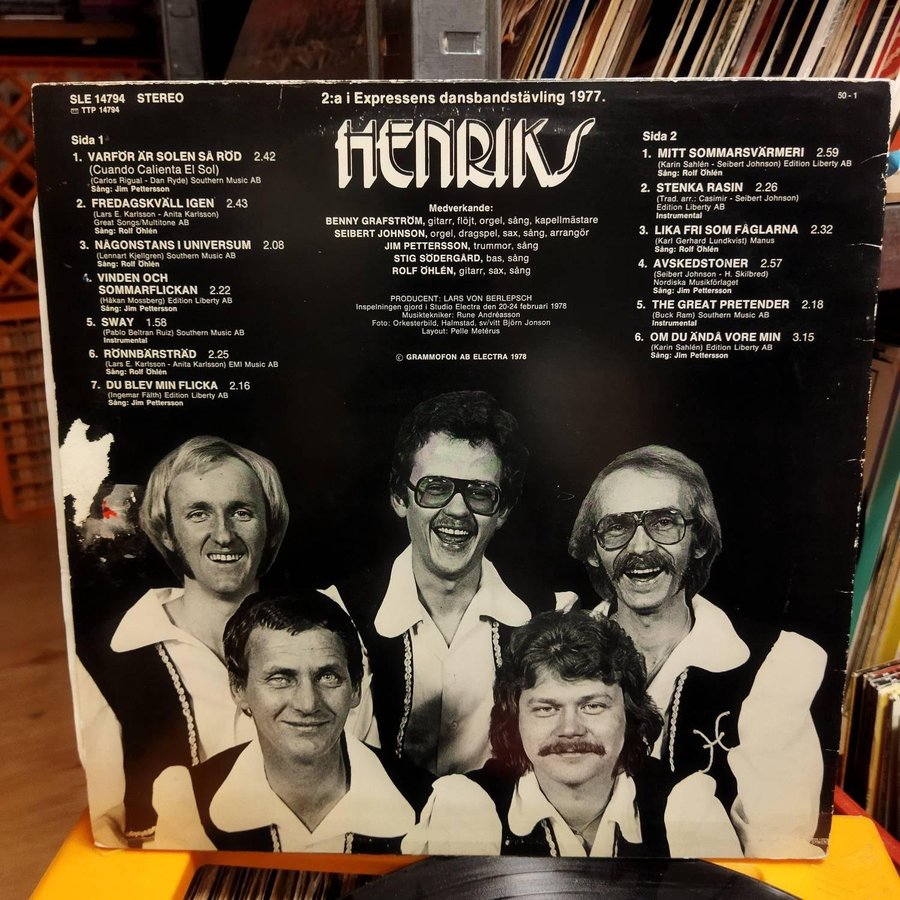 SLE 14794 STEREO
TTP 14794
2:a i Expressens dansbandstävling 1977.
50 - 1
HENRIKS
Sida 1
1. VARFÖR ÄR SOLEN SÅ RÖD 2.42
(Cuando Calienta El Sol)
(Carlos Rigual - Dan Ryde) Southern Music AB
Sång: Jim Pettersson
2. FREDAGSKVÄLL IGEN 2.43
(Lars E. Karlsson - Anita Karlsson)
Great Songs/Multitone AB
Sång: Rolf Öhlén
3. NÅGONSTANS I UNIVERSUM 2.08
(Lennart Kjellgren) Southern Music AB
Sång: Rolf Öhlén
4. VINDEN OCH
SOMMARFLICKAN 2.22
(Håkan Mossberg) Edition Liberty AB
Sång: Jim Pettersson
5. SWAY 1.58
(Pablo Beltran Ruiz) Southern Music AB
Instrumental
6. RÖNNBÄRSTRÄD 2.25
(Lars E. Karlsson - Anita Karlsson) EMI Music AB
Sång: Rolf Öhlén
7. DU BLEV MIN FLICKA 2.16
(Ingemar Fälth) Edition Liberty AB
Sång: Jim Pettersson
Medverkande:
BENNY GRAFSTRÖM, gitarr, flöjt, orgel, sång, kapellmästare
SEIBERT JOHNSON, orgel, dragspel, sax, sång, arrangör
JIM PETTERSSON, trummor, sång
STIG SÖDERGÅRD, bas, sång
ROLF ÖHLÉN, gitarr, sax, sång
PRODUCENT: LARS VON BERLEPSCH
Inspelningen gjord i Studio Electra den 20-24 februari 1978
Musiktekniker: Rune Andréasson
Foto: Orkesterbild, Halmstad, sv/vitt Björn Jonson
Layout: Pelle Metérus
© GRAMMOFON AB ELECTRA 1978
Sida 2
1. MITT SOMMARSVÄRMERI 2.59
(Karin Sahlén - Seibert Johnson) Edition Liberty AB
Sång: Rolf Öhlén
2. STENKA RASIN 2.26
(Trad. arr.: Casimir - Seibert Johnson)
Edition Liberty AB
Instrumental
3. LIKA FRI SOM FÅGLARNA 2.32
(Karl Gerhard Lundkvist) Manus
Sång: Rolf Öhlén
4. AVSKEDSTONER 2.57
(Seibert Johnson - H. Skilbred)
Nordiska Musikförlaget
Sång: Jim Pettersson
5. THE GREAT PRETENDER 2.18
(Buck Ram) Southern Music AB
Instrumental
6. OM DU ÄNDÅ VORE MIN 3.15
(Karin Sahlén) Edition Liberty AB
Sång: Jim Pettersson